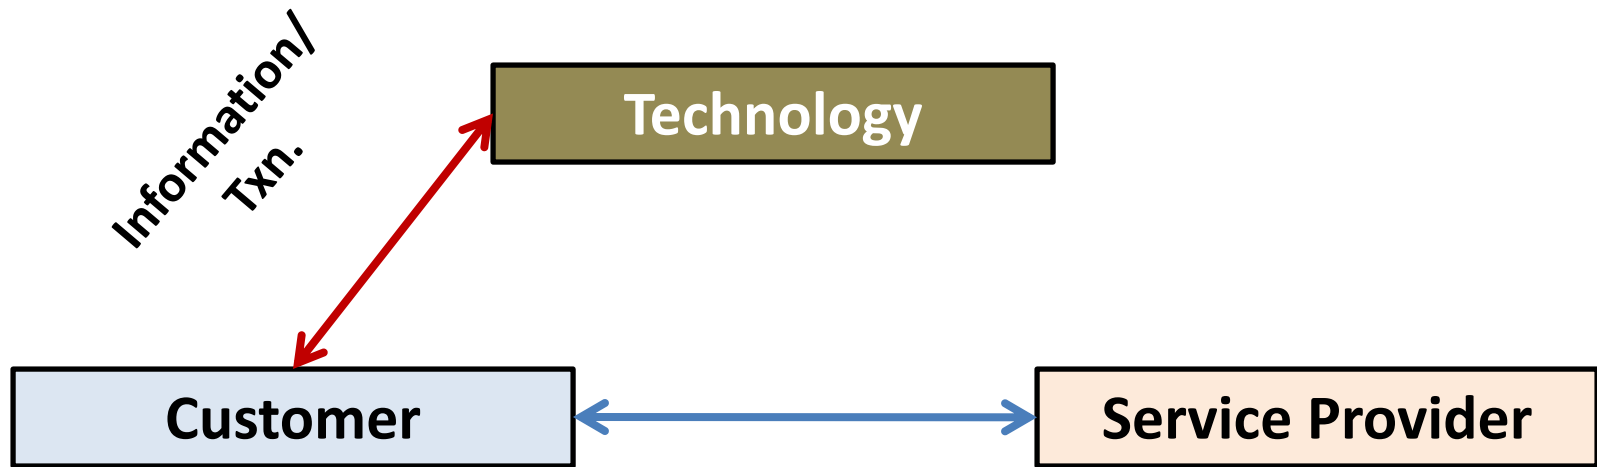 Information/
Txn.
Technology
Customer
Service Provider